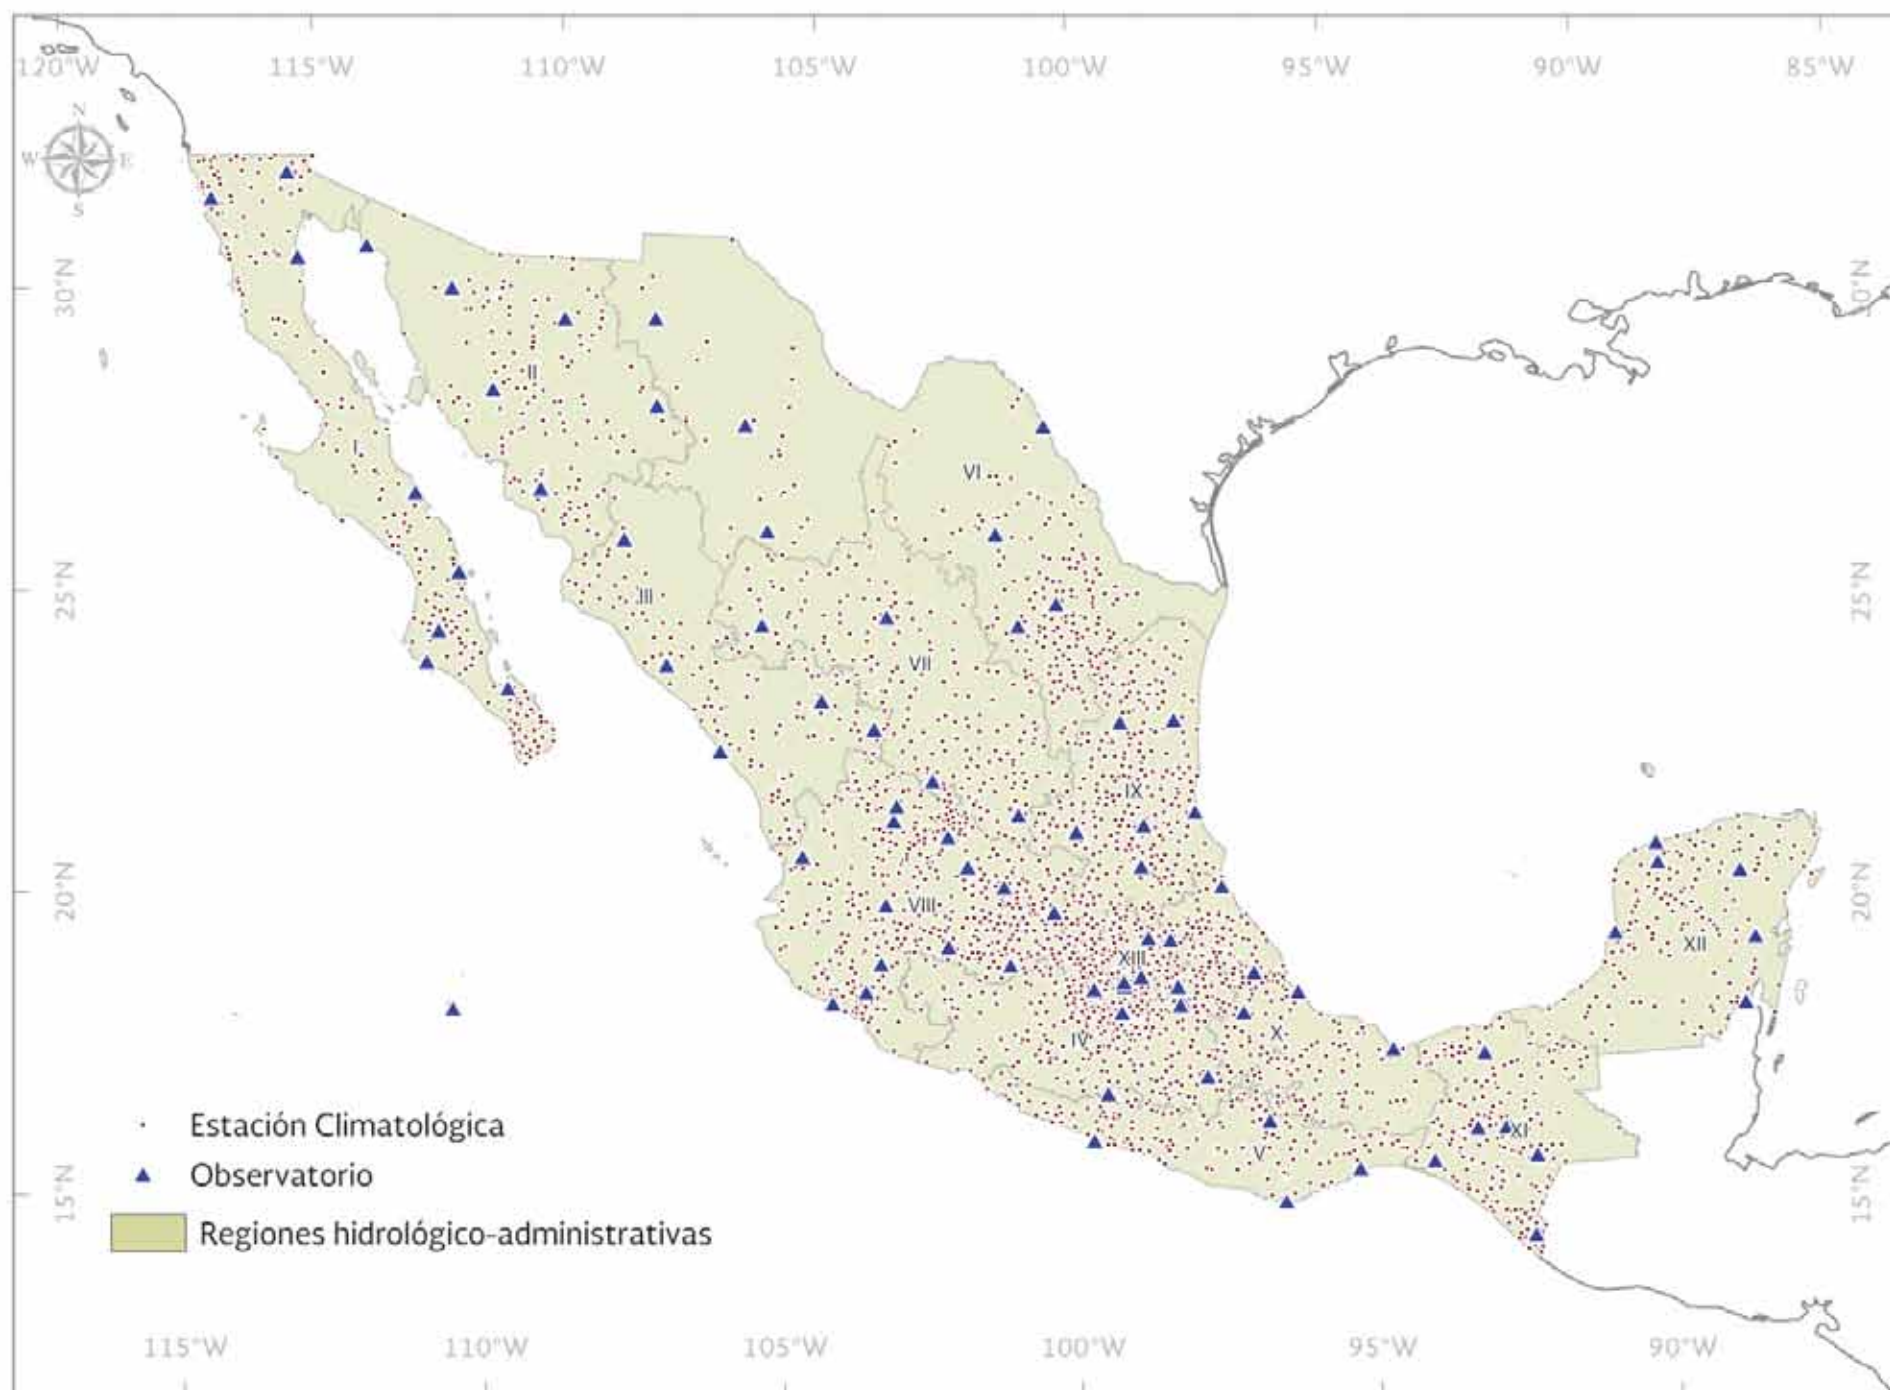 120°W 115°W 110°W 105°W 100°W 95°W 90°W 85°W
N
W E
S
30°N
0°N
II
I
VI
25°N
III
25°N
VII
IX
20°N
VIII
20°N
XII
XIII
IV
X
Estación Climatológica
XI
V
Observatorio
15°N
15°N
Regiones hidrológico-administrativas
115°W 110°W 105°W 100°W 95°W 90°W